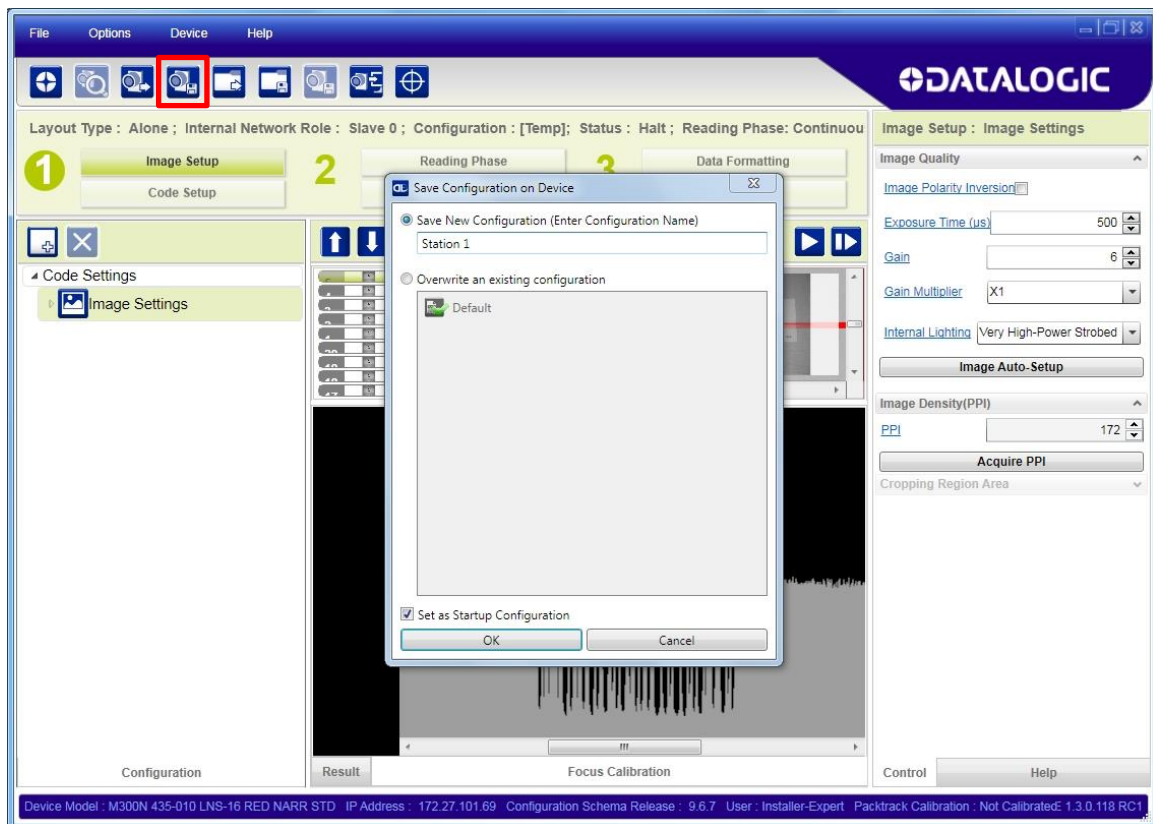 File Options Device Help
DATALOGIC
Layout Type : Alone ; Internal Network Role : Slave 0 ; Configuration : [Temp]; Status : Halt ; Reading Phase: Continuou
1 Image Setup
Code Setup
2 Reading Phase
3 Data Formatting
Code Settings
Image Settings
Save Configuration on Device
Save New Configuration (Enter Configuration Name)
Station 1
Overwrite an existing configuration
Default
Set as Startup Configuration
OK Cancel
Image Setup : Image Settings
Image Quality
Image Polarity Inversion
Exposure Time (µs) 500
Gain 6
Gain Multiplier X1
Internal Lighting Very High-Power Strobed
Image Auto-Setup
Image Density(PPI)
PPI 172
Acquire PPI
Cropping Region Area
Configuration
Result Focus Calibration
Control Help
Device Model : M300N 435-010 LNS-16 RED NARR STD IP Address : 172.27.101.69 Configuration Schema Release : 9.6.7 User : Installer-Expert Packtrack Calibration : Not CalibratedE 1.3.0.118 RC1